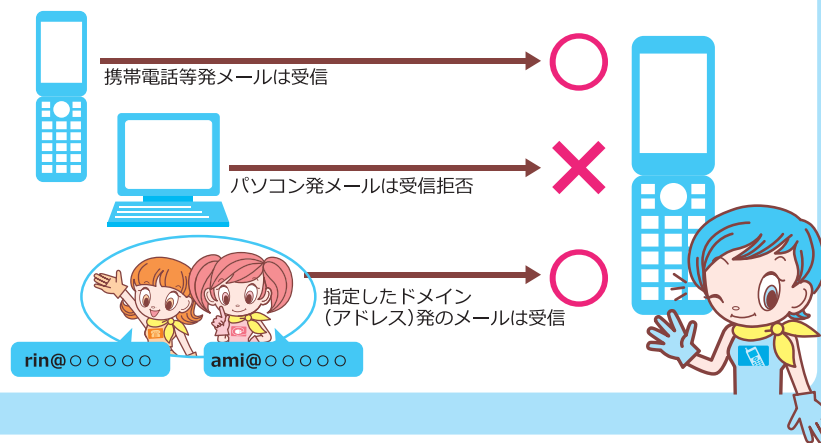 携帯電話等発メールは受信
パソコン発メールは受信拒否
指定したドメイン
（アドレス）発のメールは受信
rin@○○○○○
ami@○○○○○